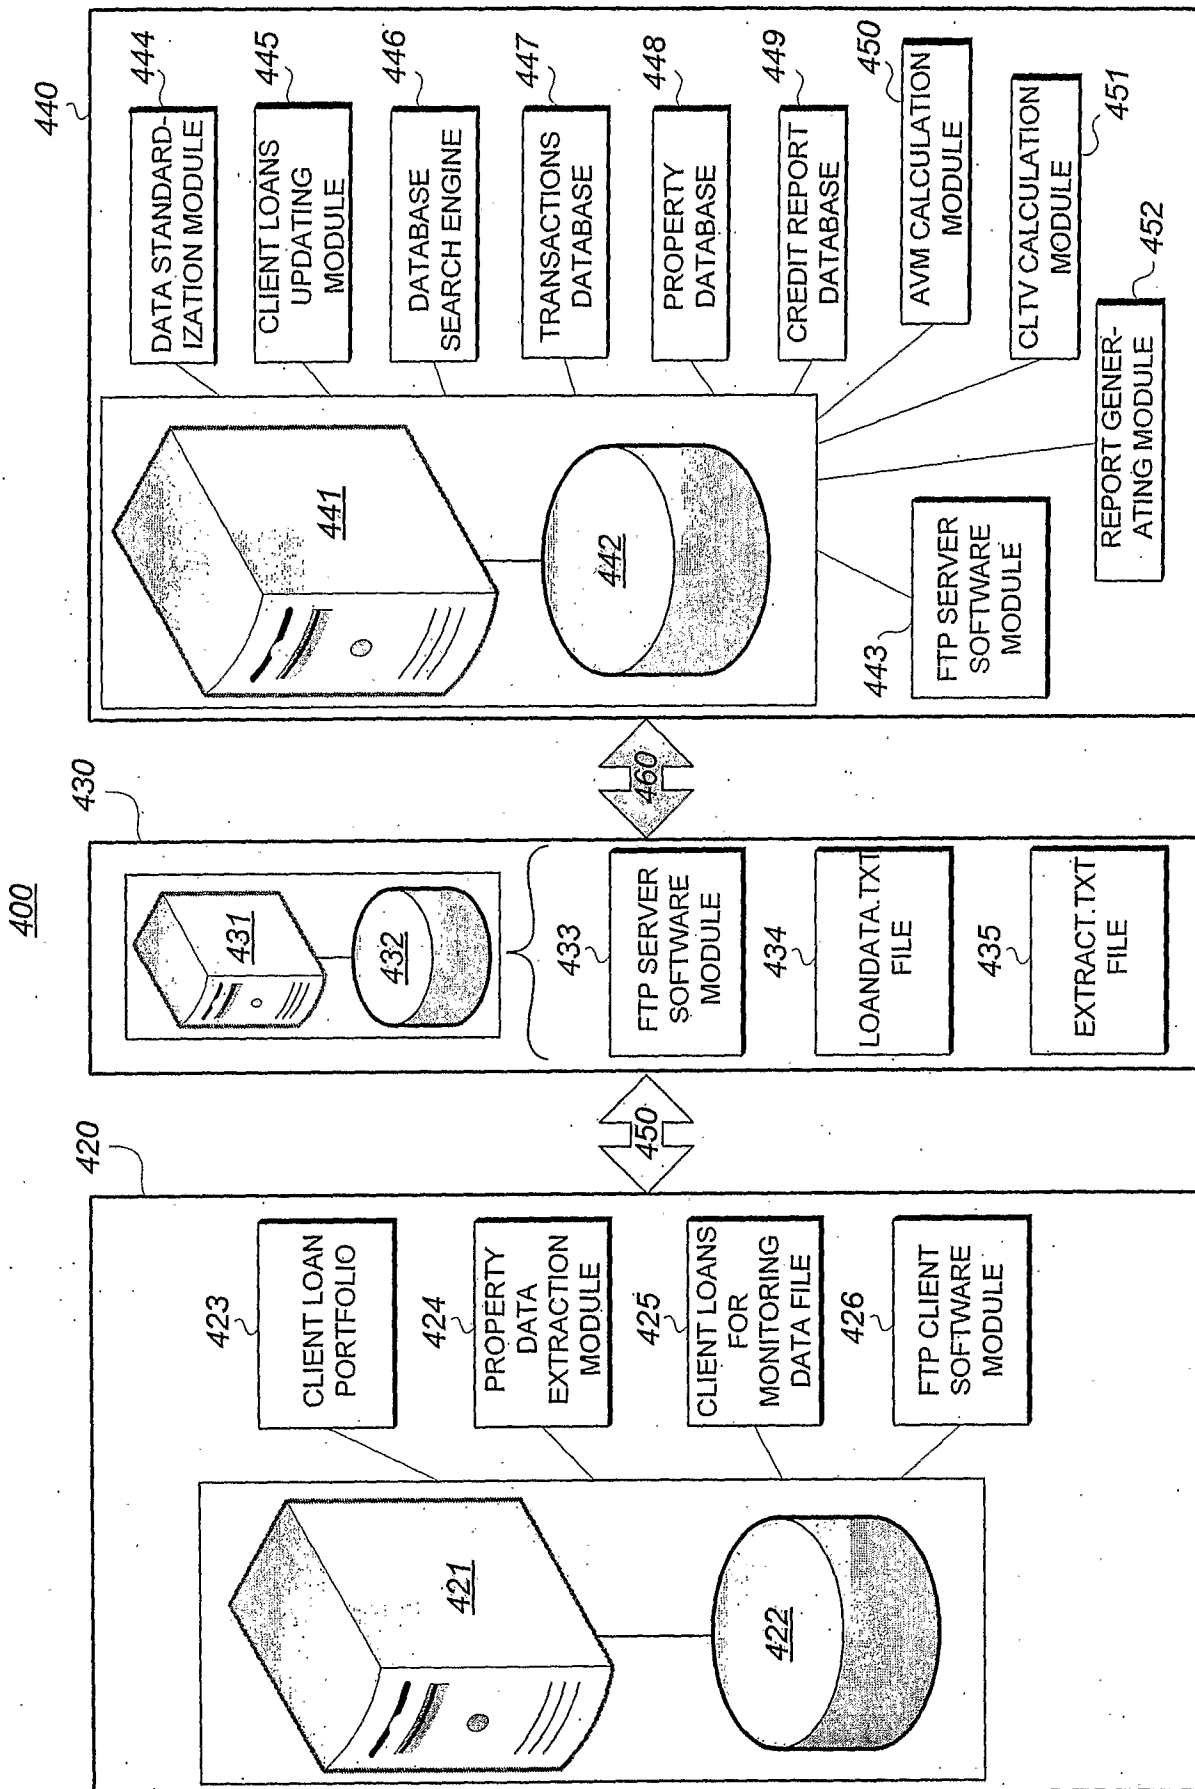 400
420
421
422
423
CLIENT LOAN
PORTFOLIO
424
PROPERTY
DATA
EXTRACTION
MODULE
425
CLIENT LOANS
FOR
MONITORING
DATA FILE
426
FTP CLIENT
SOFTWARE
MODULE
450
430
431
432
433
FTP SERVER
SOFTWARE
MODULE
434
LOANDATA.TXT
FILE
435
EXTRACT.TXT
FILE
460
440
441
442
444
DATA STANDARD-
IZATION MODULE
445
CLIENT LOANS
UPDATING
MODULE
446
DATABASE
SEARCH ENGINE
447
TRANSACTIONS
DATABASE
448
PROPERTY
DATABASE
449
CREDIT REPORT
DATABASE
450
AVM CALCULATION
MODULE
451
CLTV CALCULATION
MODULE
452
REPORT GENER-
ATING MODULE
443
FTP SERVER
SOFTWARE
MODULE